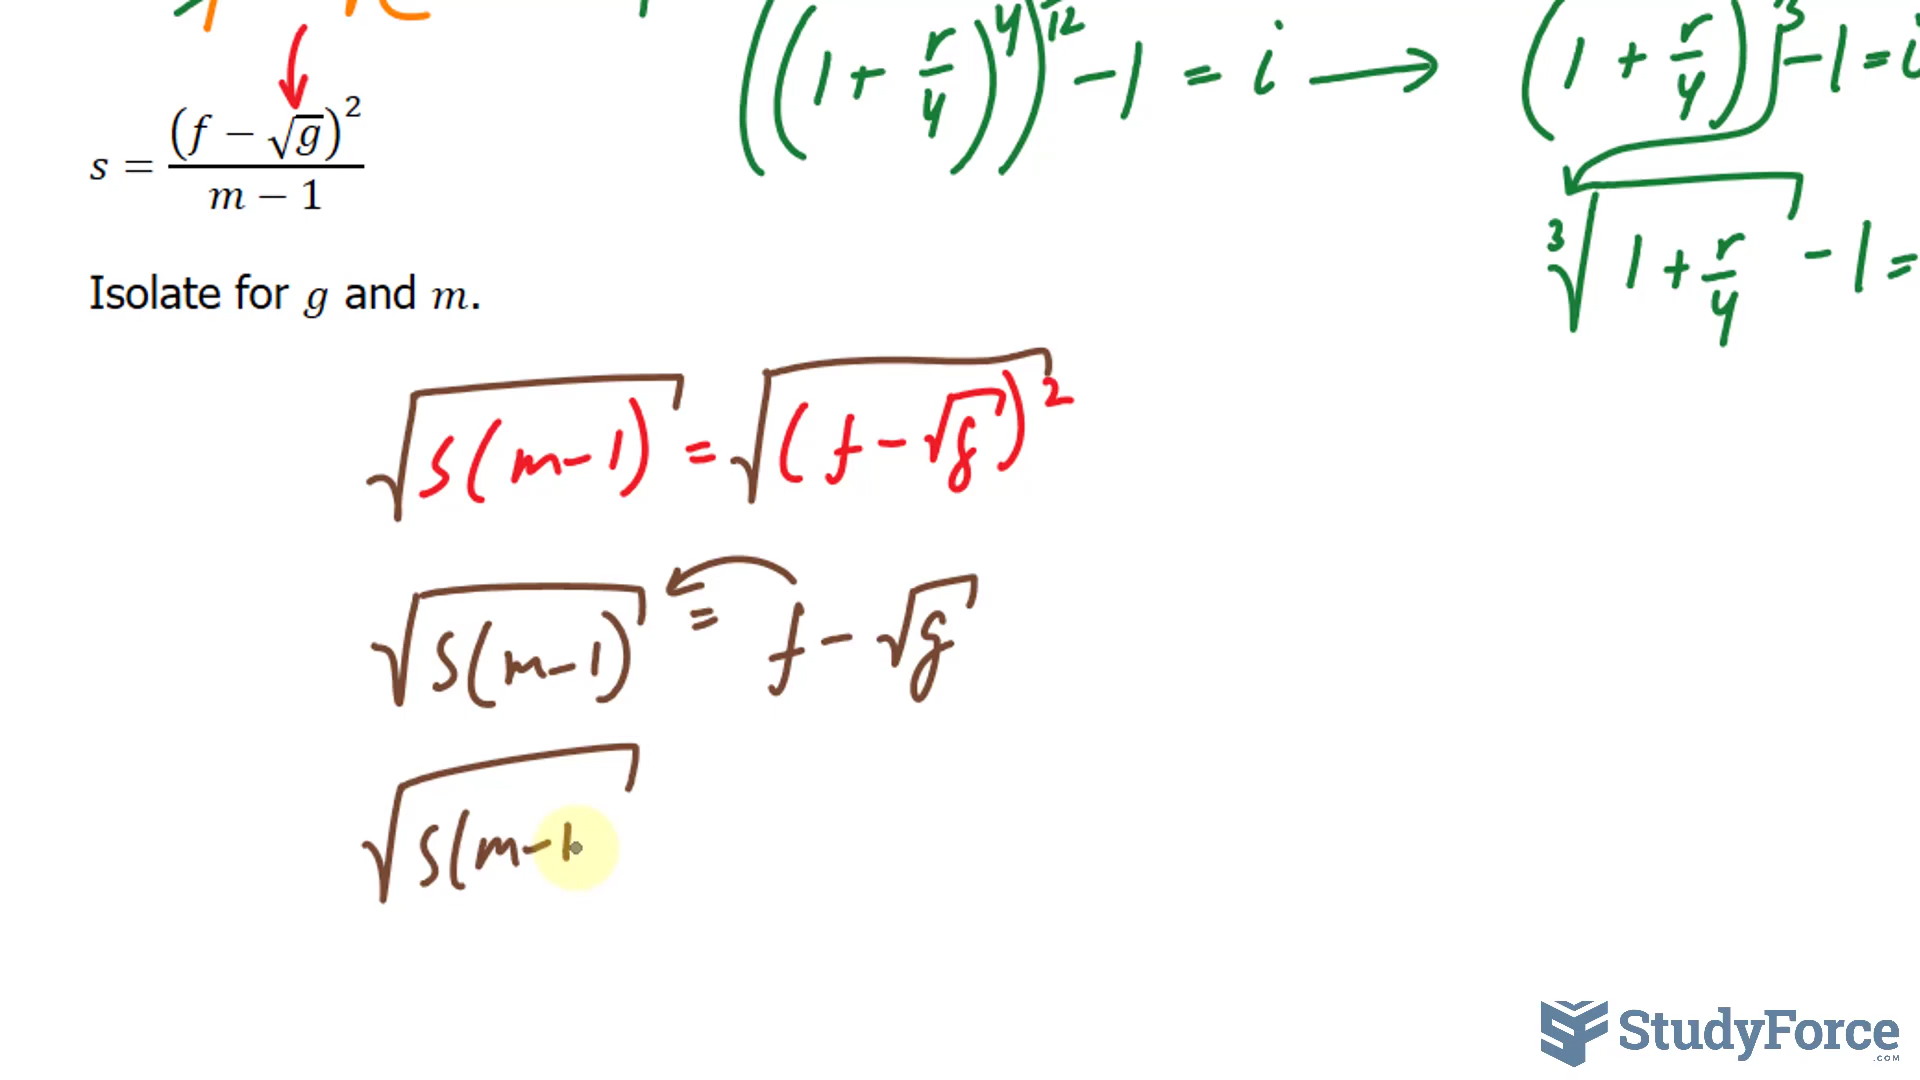 ((1 + r/4)^4)^1/12 − 1 = i → (1 + r/4)^3 − 1 = i
s = (f − √g)² / (m − 1)
∛(1 + r/4) − 1 =
Isolate for g and m.
√(s(m−1)) = √((f − √g)²)
√(s(m−1)) = f − √g
√(s(m−1
StudyForce
.COM